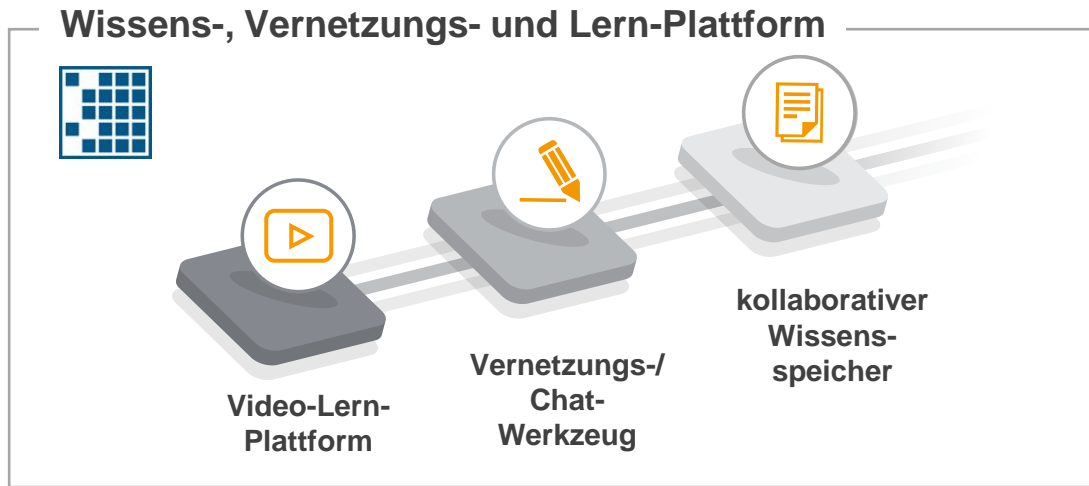 Wissens-, Vernetzungs- und Lern-Plattform
Video-Lern-
Plattform
Vernetzungs-/
Chat-
Werkzeug
kollaborativer
Wissens-
speicher